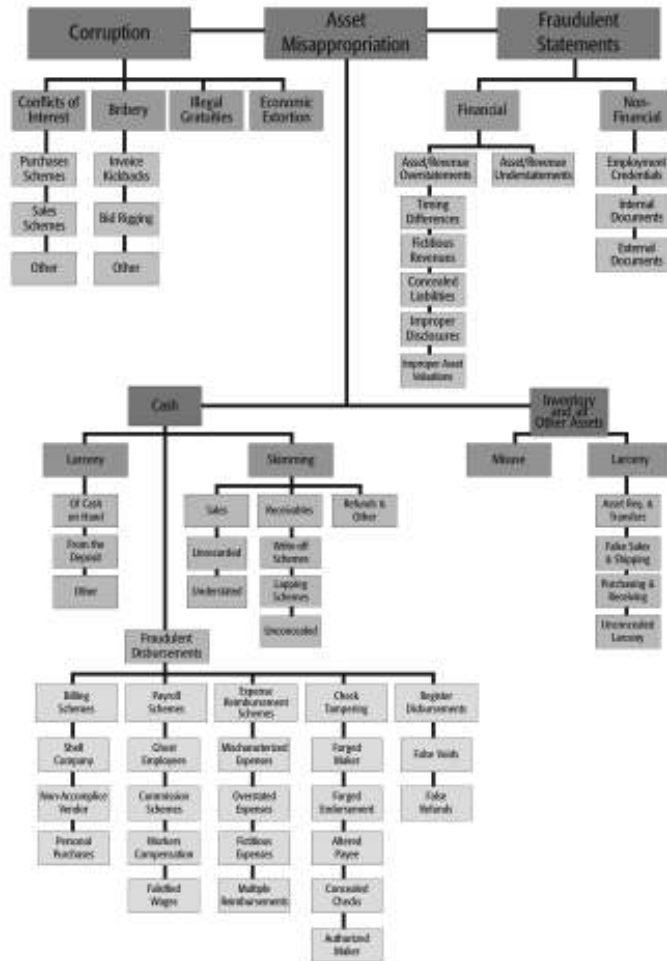 Corruption
Asset
Misappropriation
Fraudulent
Statements
Conflicts of
Interest
Bribery
Illegal
Gratuities
Economic
Extortion
Financial
Non-
Financial
Purchases
Schemes
Invoice
Kickbacks
Asset/Revenue
Overstatements
Asset/Revenue
Understatements
Employment
Credentials
Sales
Schemes
Bid Rigging
Timing
Differences
Internal
Documents
Other
Other
Fictitious
Revenues
External
Documents
Concealed
Liabilities
Improper
Disclosures
Improper Asset
Valuations
Cash
Inventory
and all
Other Assets
Larceny
Skimming
Misuse
Larceny
Of Cash
on Hand
Sales
Receivables
Refunds &
Other
Asset Req. &
Transfers
From the
Deposit
Unrecorded
Write-off
Schemes
False Sales
& Shipping
Other
Understated
Lapping
Schemes
Purchasing &
Receiving
Unconcealed
Unconcealed
Larceny
Fraudulent
Disbursements
Billing
Schemes
Payroll
Schemes
Expense
Reimbursement
Schemes
Check
Tampering
Register
Disbursements
Shell
Company
Ghost
Employees
Mischaracterized
Expenses
Forged
Maker
False Voids
Non-Accomplice
Vendor
Commission
Schemes
Overstated
Expenses
Forged
Endorsement
False
Refunds
Personal
Purchases
Workers
Compensation
Fictitious
Expenses
Altered
Payee
Falsified
Wages
Multiple
Reimbursements
Concealed
Checks
Authorized
Maker